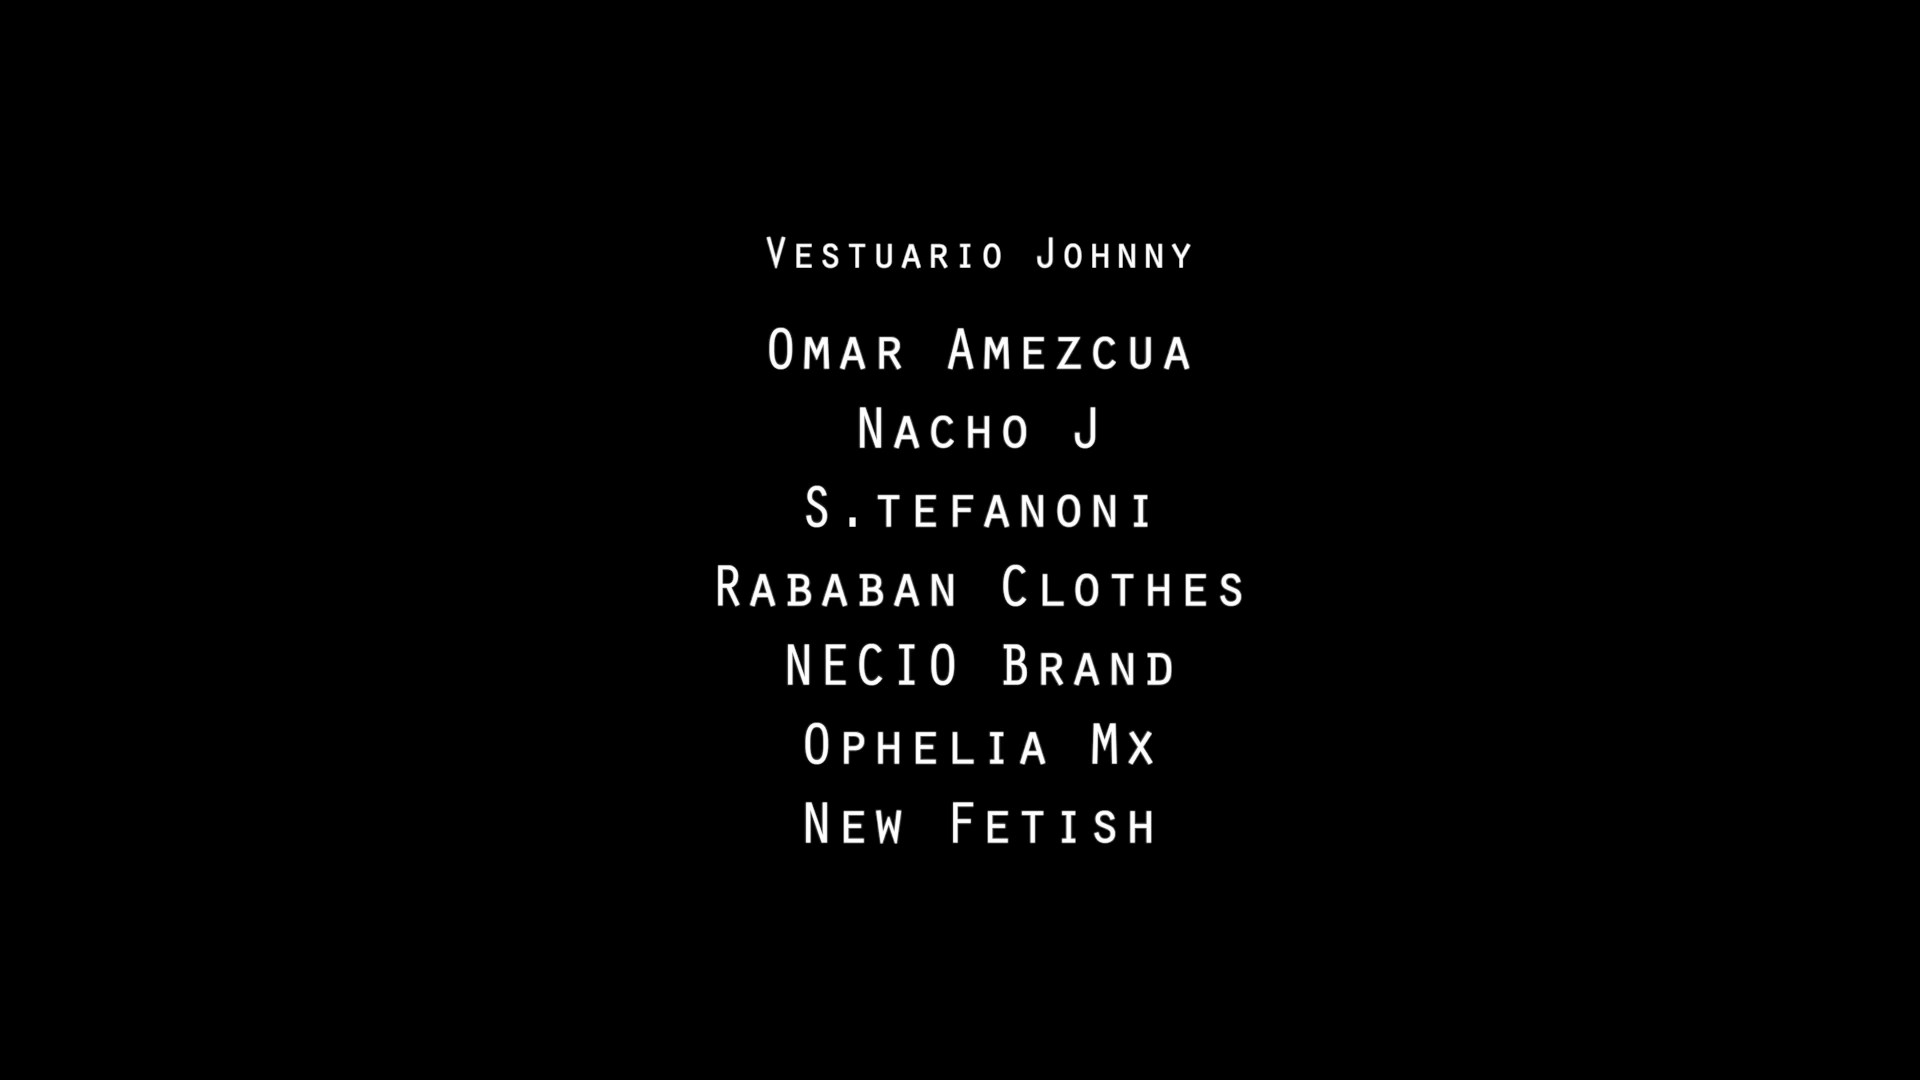 Vestuario Johnny
Omar Amezcua
Nacho J
S.tefanoni
Rababan Clothes
NECIO Brand
Ophelia Mx
New Fetish